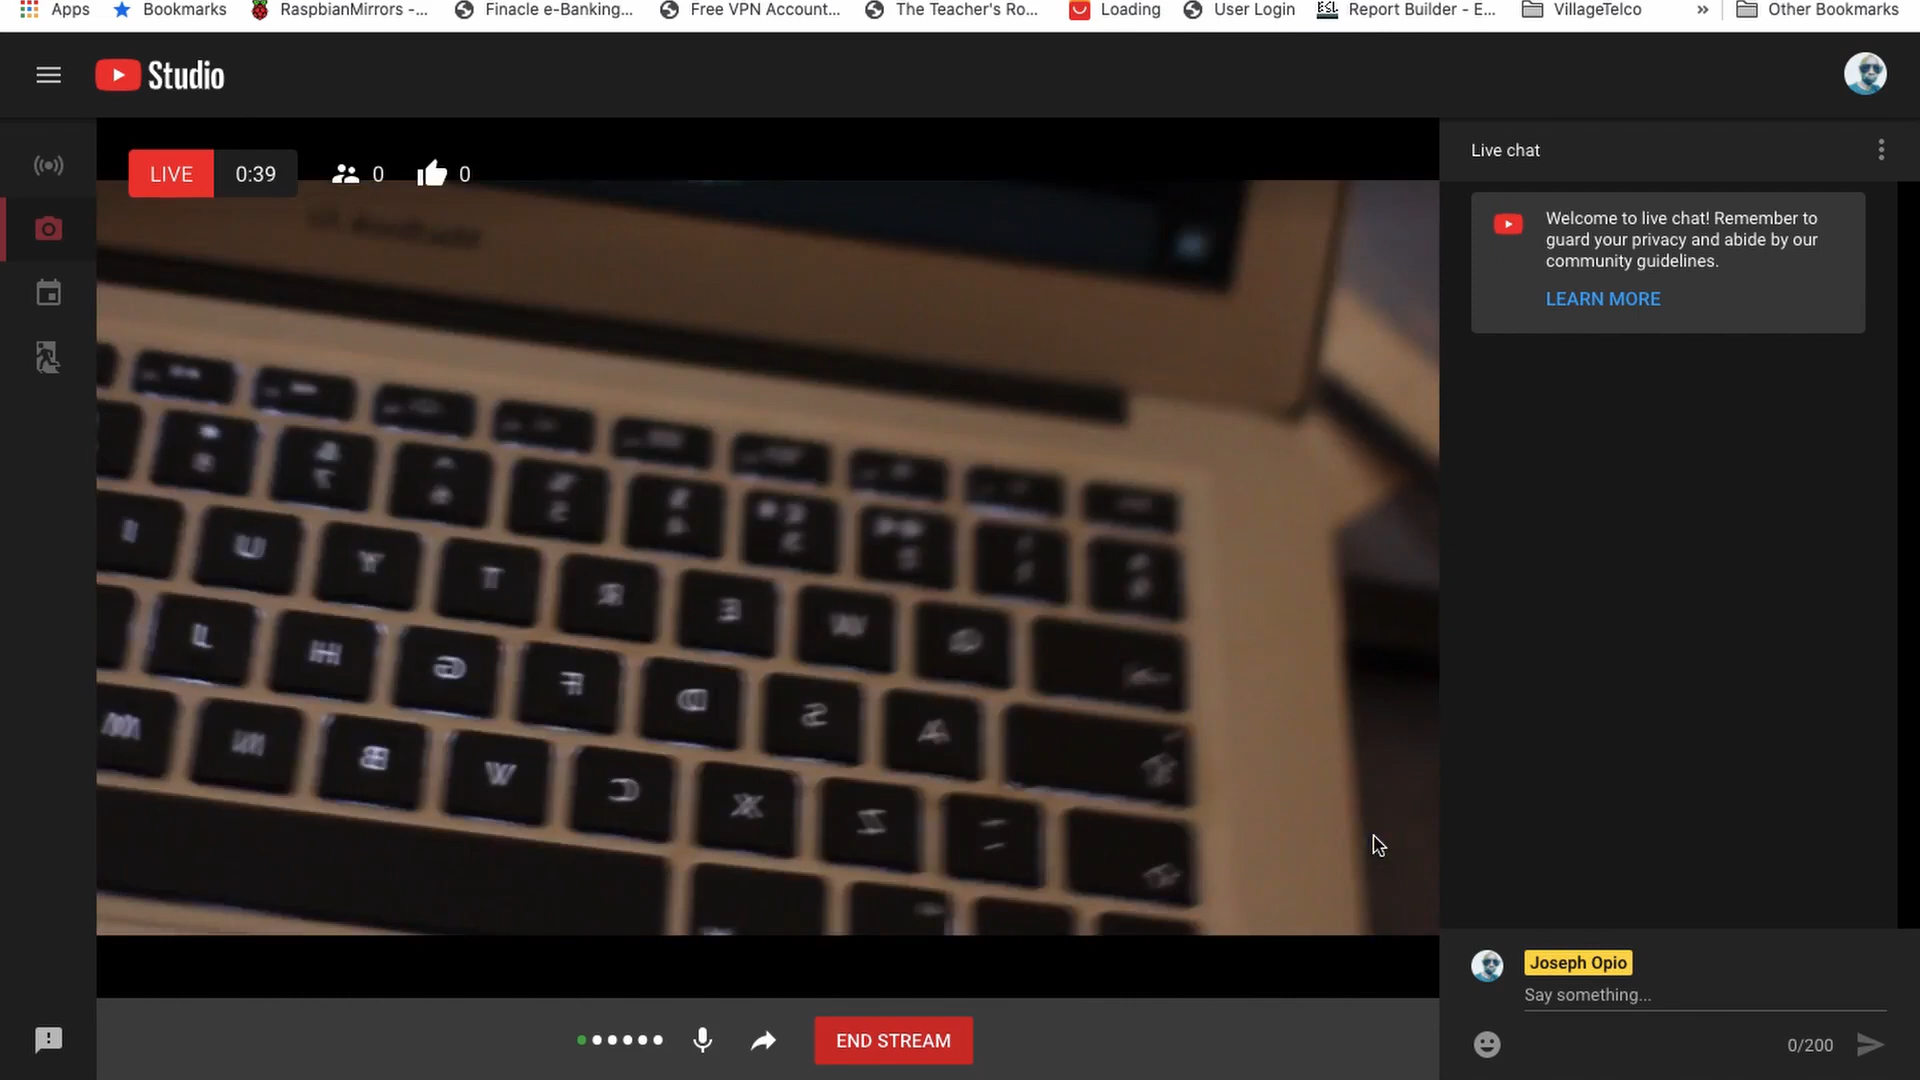 Apps Bookmarks RaspbianMirrors -... Finacle e-Banking... Free VPN Account... The Teacher's Ro... Loading User Login Report Builder - E... VillageTelco » Other Bookmarks
Studio
LIVE 0:39 0 0
Live chat
Welcome to live chat! Remember to
guard your privacy and abide by our
community guidelines.
LEARN MORE
I U Y T R E W Q
L H G F D S A
M N B V C X Z
Joseph Opio
Say something...
END STREAM
0/200